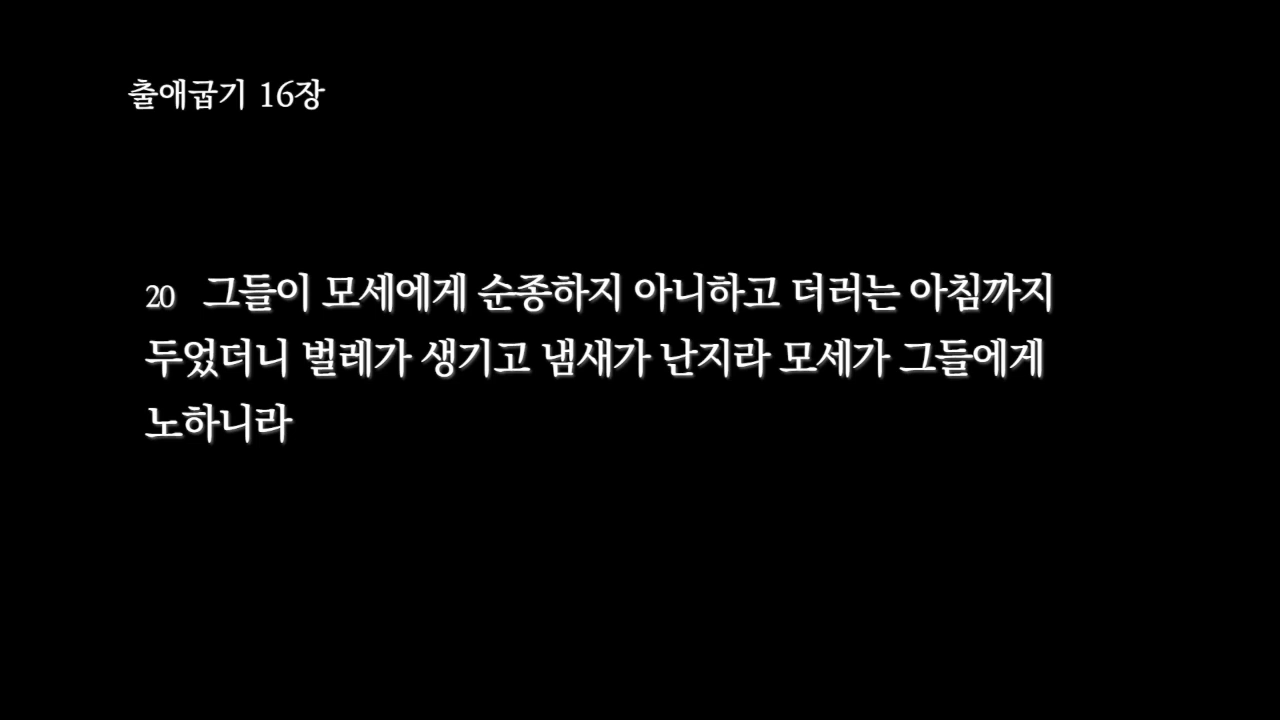 출애굽기 16장
20 그들이 모세에게 순종하지 아니하고 더러는 아침까지
두었더니 벌레가 생기고 냄새가 난지라 모세가 그들에게
노하니라